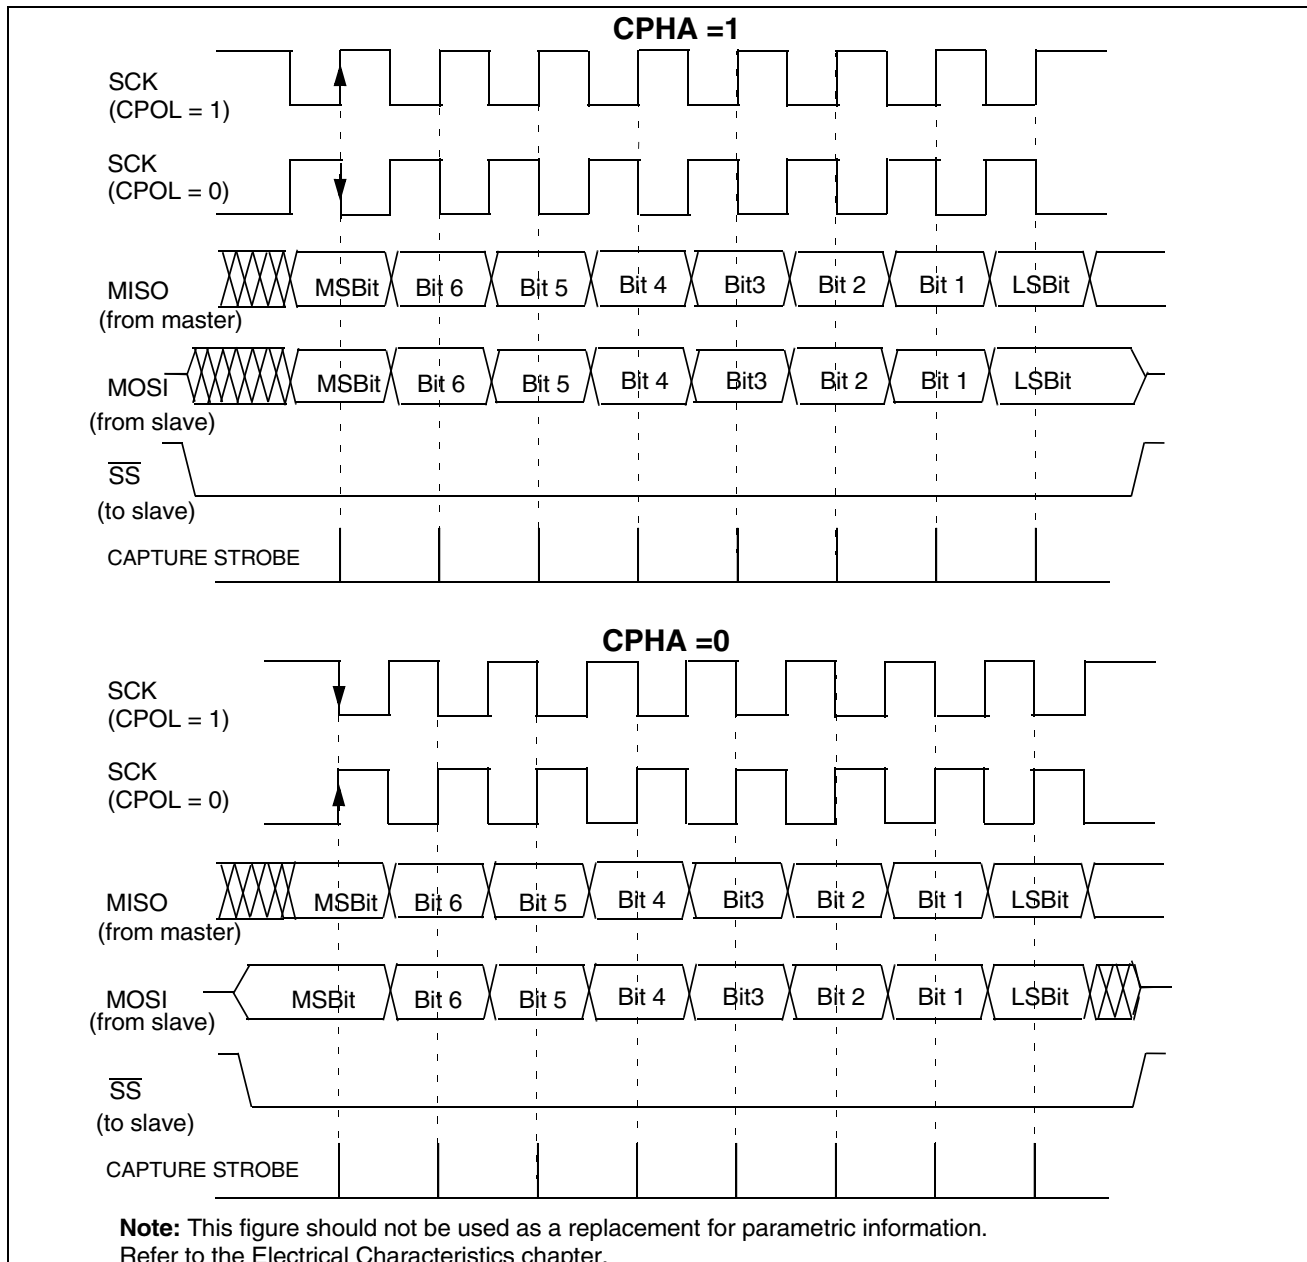 CPHA =1
SCK
(CPOL = 1)
SCK
(CPOL = 0)
MISO
(from master)
MSBit Bit 6 Bit 5 Bit 4 Bit3 Bit 2 Bit 1 LSBit
MOSI
(from slave)
MSBit Bit 6 Bit 5 Bit 4 Bit3 Bit 2 Bit 1 LSBit
SS
(to slave)
CAPTURE STROBE
CPHA =0
SCK
(CPOL = 1)
SCK
(CPOL = 0)
MISO
(from master)
MSBit Bit 6 Bit 5 Bit 4 Bit3 Bit 2 Bit 1 LSBit
MOSI
(from slave)
MSBit Bit 6 Bit 5 Bit 4 Bit3 Bit 2 Bit 1 LSBit
SS
(to slave)
CAPTURE STROBE
Note: This figure should not be used as a replacement for parametric information.
Refer to the Electrical Characteristics chapter.